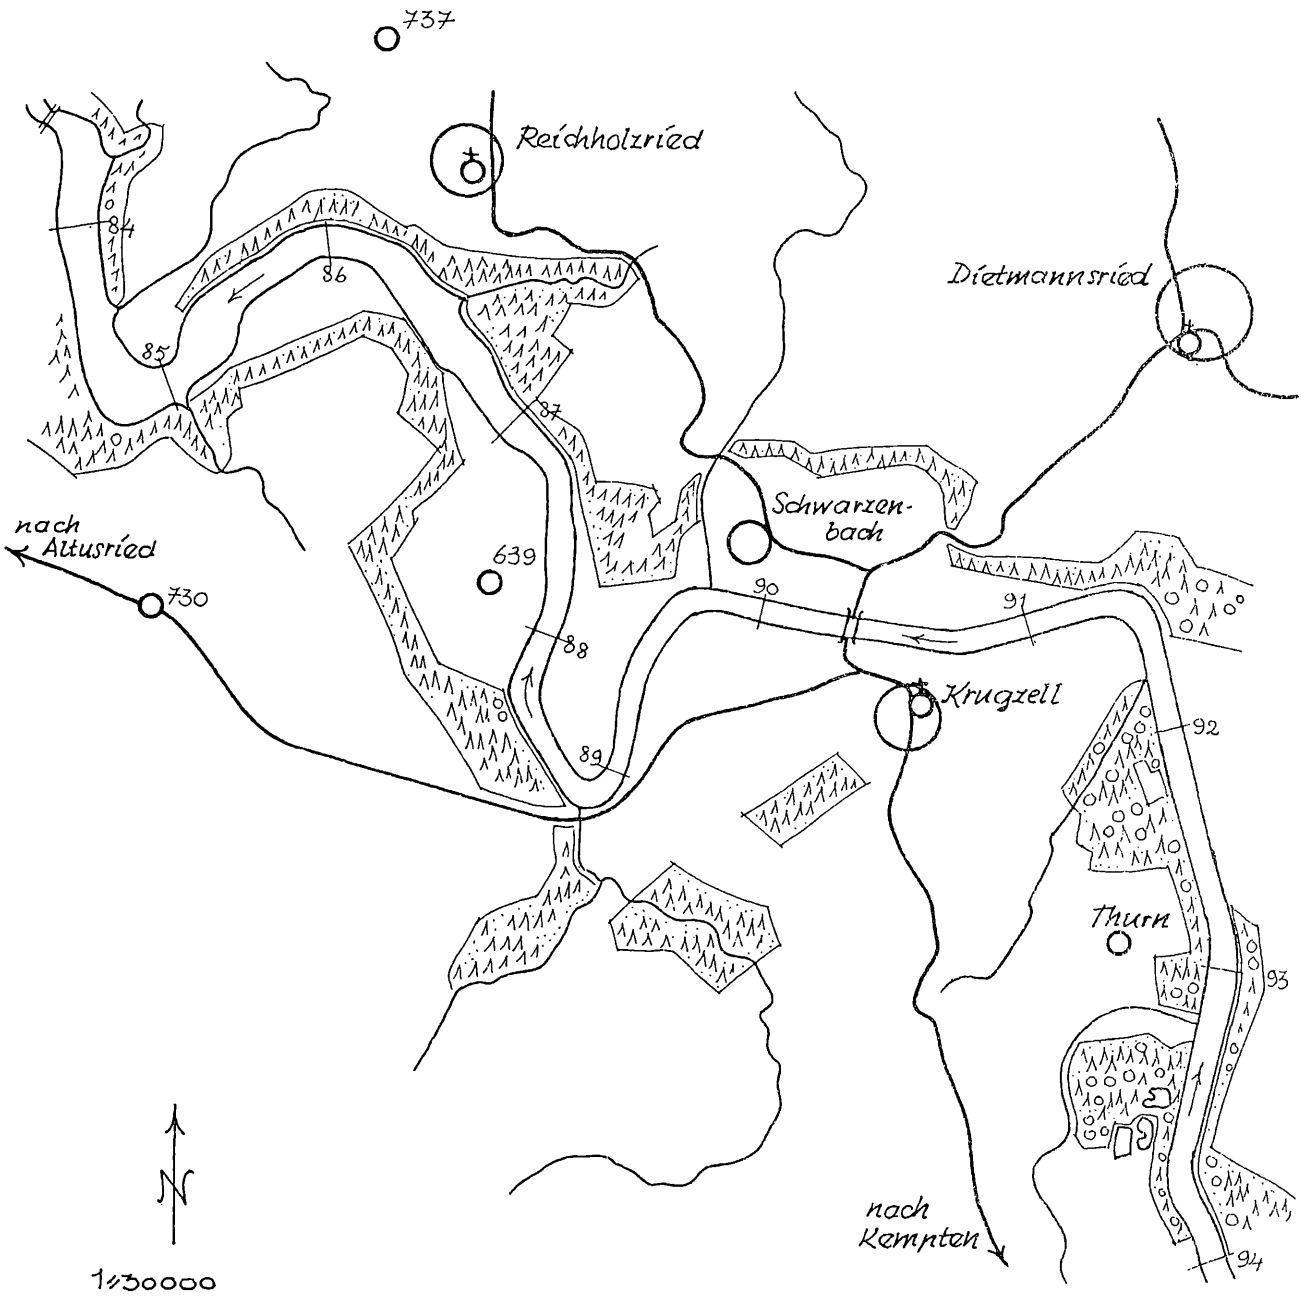 737
Reichholzried
84
86
Dietmannsried
85
87
Schwarzen-
bach
nach
Altusried
639
730
90
91
88
Krugzell
92
89
Thurn
93
N
nach
Kempten
94
1:30000